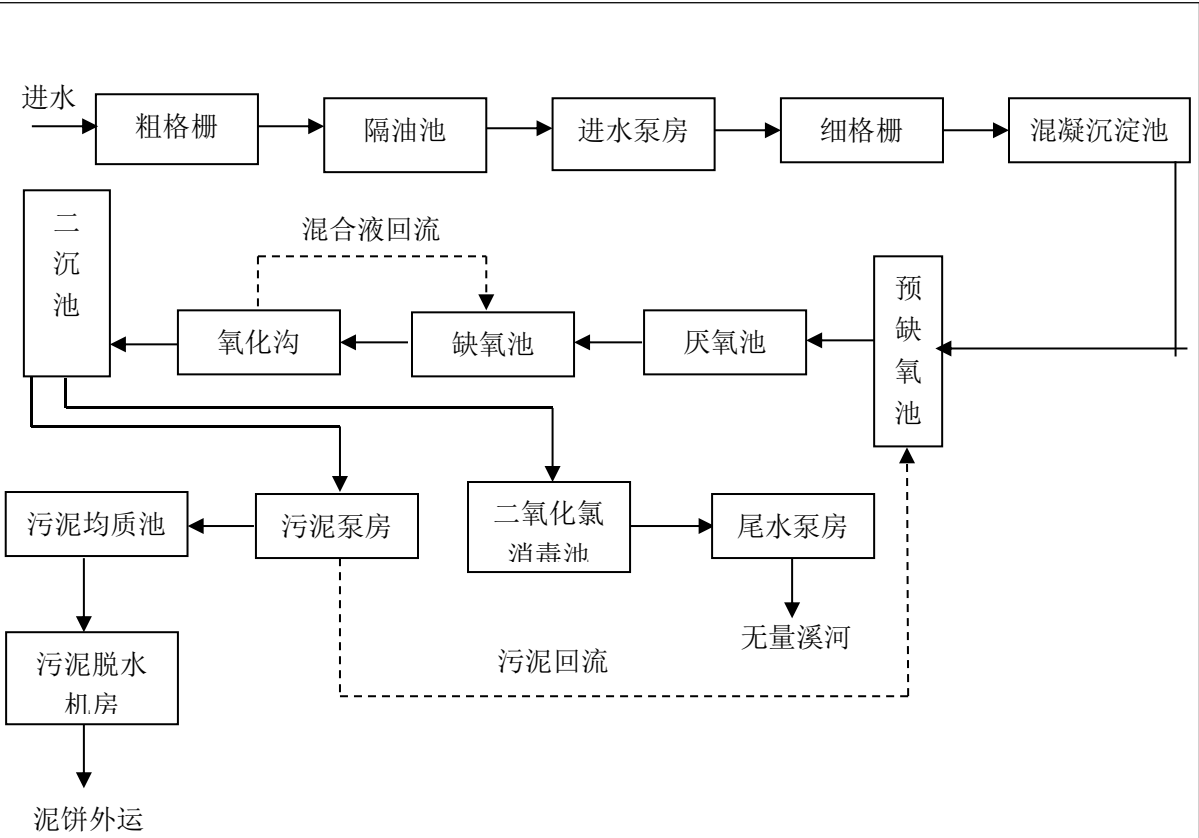 进水
粗格栅
隔油池
进水泵房
细格栅
混凝沉淀池
二
沉
池
混合液回流
氧化沟
缺氧池
厌氧池
预
缺
氧
池
污泥均质池
污泥泵房
二氧化氯
消毒池
尾水泵房
无量溪河
污泥回流
污泥脱水
机房
泥饼外运